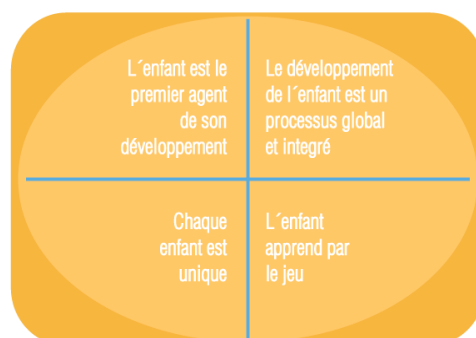 L´enfant est le
premier agent
de son
développement
Le développement
de l´enfant est un
processus global
et intégré
Chaque
enfant est
unique
L´enfant
apprend par
le jeu